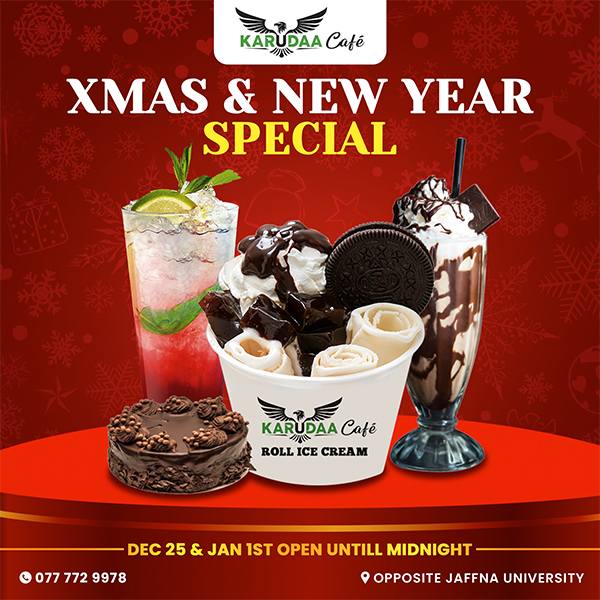 KARUDAA Café
XMAS & NEW YEAR
SPECIAL
KARUDAA Café
ROLL ICE CREAM
DEC 25 & JAN 1ST OPEN UNTILL MIDNIGHT
077 772 9978
OPPOSITE JAFFNA UNIVERSITY